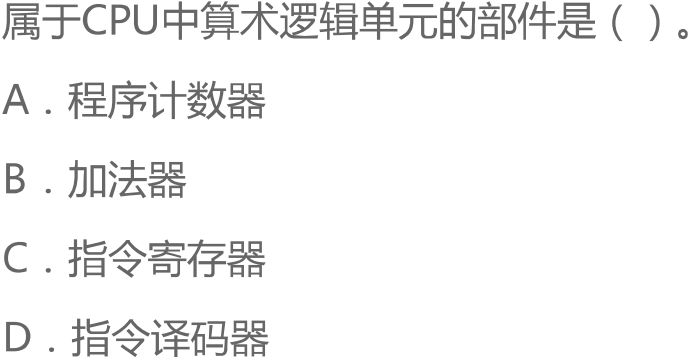 属于CPU中算术逻辑单元的部件是（ ）。
A．程序计数器
B．加法器
C．指令寄存器
D．指令译码器